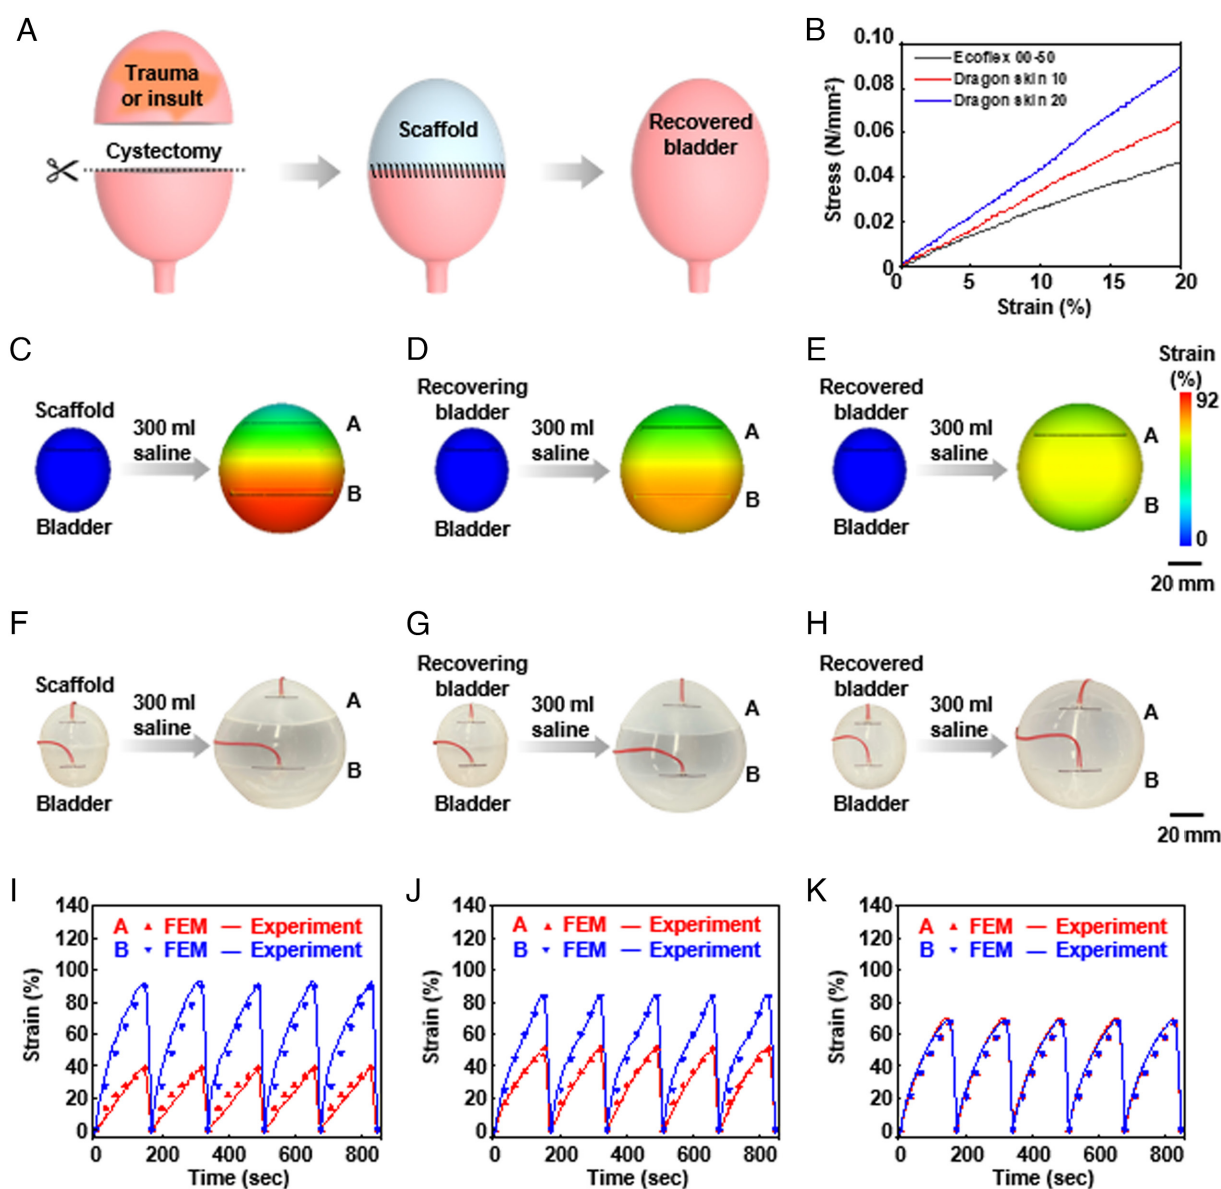 A
Trauma
or insult
Cystectomy
Scaffold
Recovered
bladder
B
0.10
0.08
0.06
0.04
0.02
0
Stress (N/mm²)
Ecoflex 00-50
Dragon skin 10
Dragon skin 20
0 5 10 15 20
Strain (%)
C
Scaffold
Bladder
300 ml
saline
A
B
D
Recovering
bladder
Bladder
300 ml
saline
A
B
E
Recovered
bladder
Bladder
300 ml
saline
A
B
Strain
(%)
92
0
20 mm
F
Scaffold
Bladder
300 ml
saline
A
B
G
Recovering
bladder
Bladder
300 ml
saline
A
B
H
Recovered
bladder
Bladder
300 ml
saline
A
B
20 mm
I
140
120
100
80
60
40
20
0
Strain (%)
A FEM Experiment
B FEM Experiment
0 200 400 600 800
Time (sec)
J
140
120
100
80
60
40
20
0
Strain (%)
A FEM Experiment
B FEM Experiment
0 200 400 600 800
Time (sec)
K
140
120
100
80
60
40
20
0
Strain (%)
A FEM Experiment
B FEM Experiment
0 200 400 600 800
Time (sec)